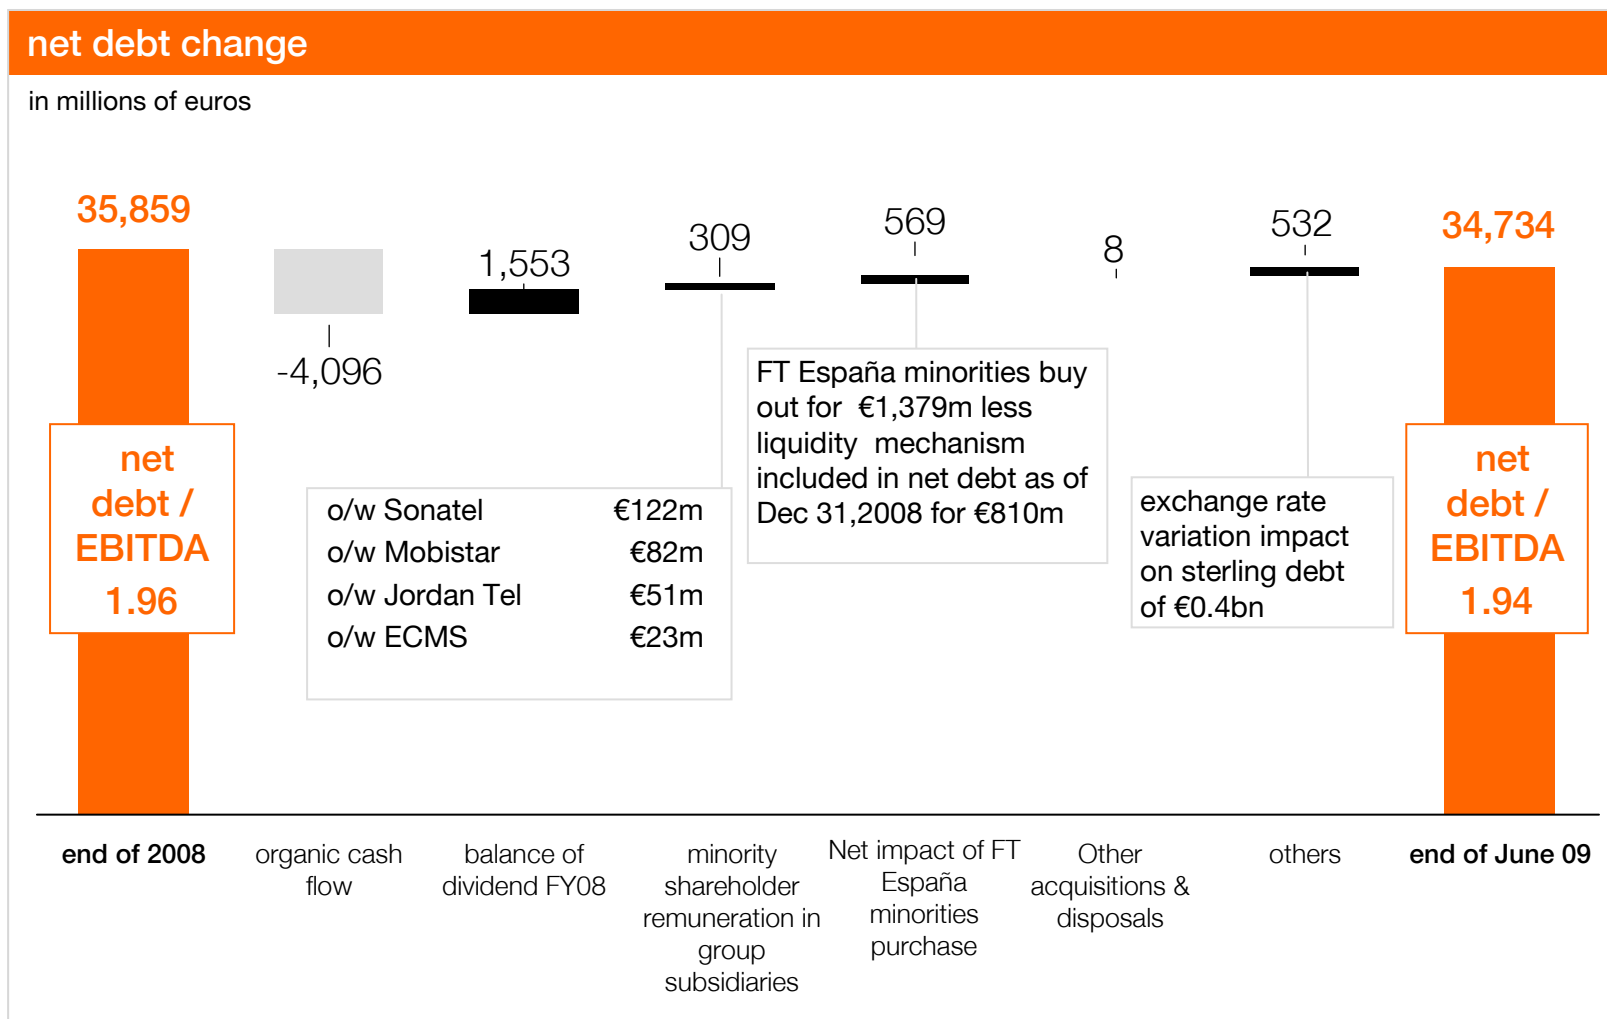 net debt change
in millions of euros
35,859
-4,096
1,553
309
569
8
532
34,734
net
debt /
EBITDA
1.96
o/w Sonatel €122m
o/w Mobistar €82m
o/w Jordan Tel €51m
o/w ECMS €23m
FT España minorities buy
out for €1,379m less
liquidity mechanism
included in net debt as of
Dec 31,2008 for €810m
exchange rate
variation impact
on sterling debt
of €0.4bn
net
debt /
EBITDA
1.94
end of 2008
organic cash
flow
balance of
dividend FY08
minority
shareholder
remuneration in
group
subsidiaries
Net impact of FT
España
minorities
purchase
Other
acquisitions &
disposals
others
end of June 09